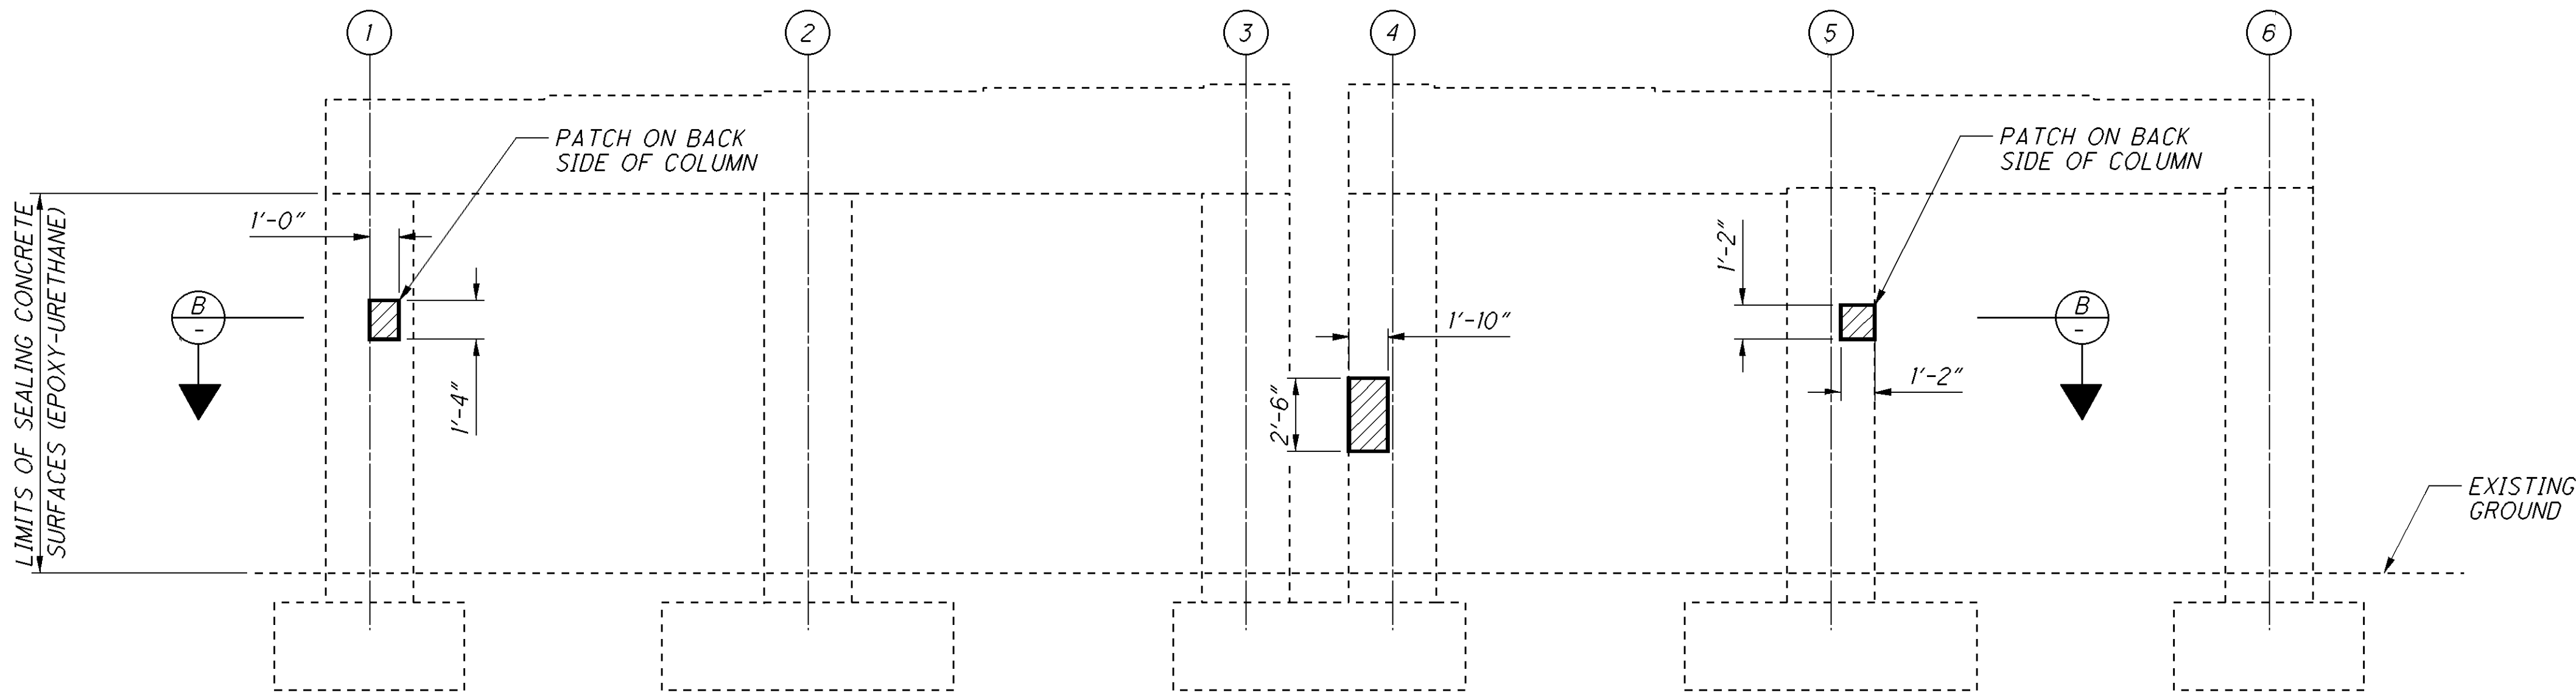 1
2
3
4
5
6
PATCH ON BACK
SIDE OF COLUMN
PATCH ON BACK
SIDE OF COLUMN
LIMITS OF SEALING CONCRETE
SURFACES (EPOXY-URETHANE)
1'-0"
1'-2"
B
-
B
-
1'-10"
1'-4"
2'-6"
1'-2"
EXISTING
GROUND